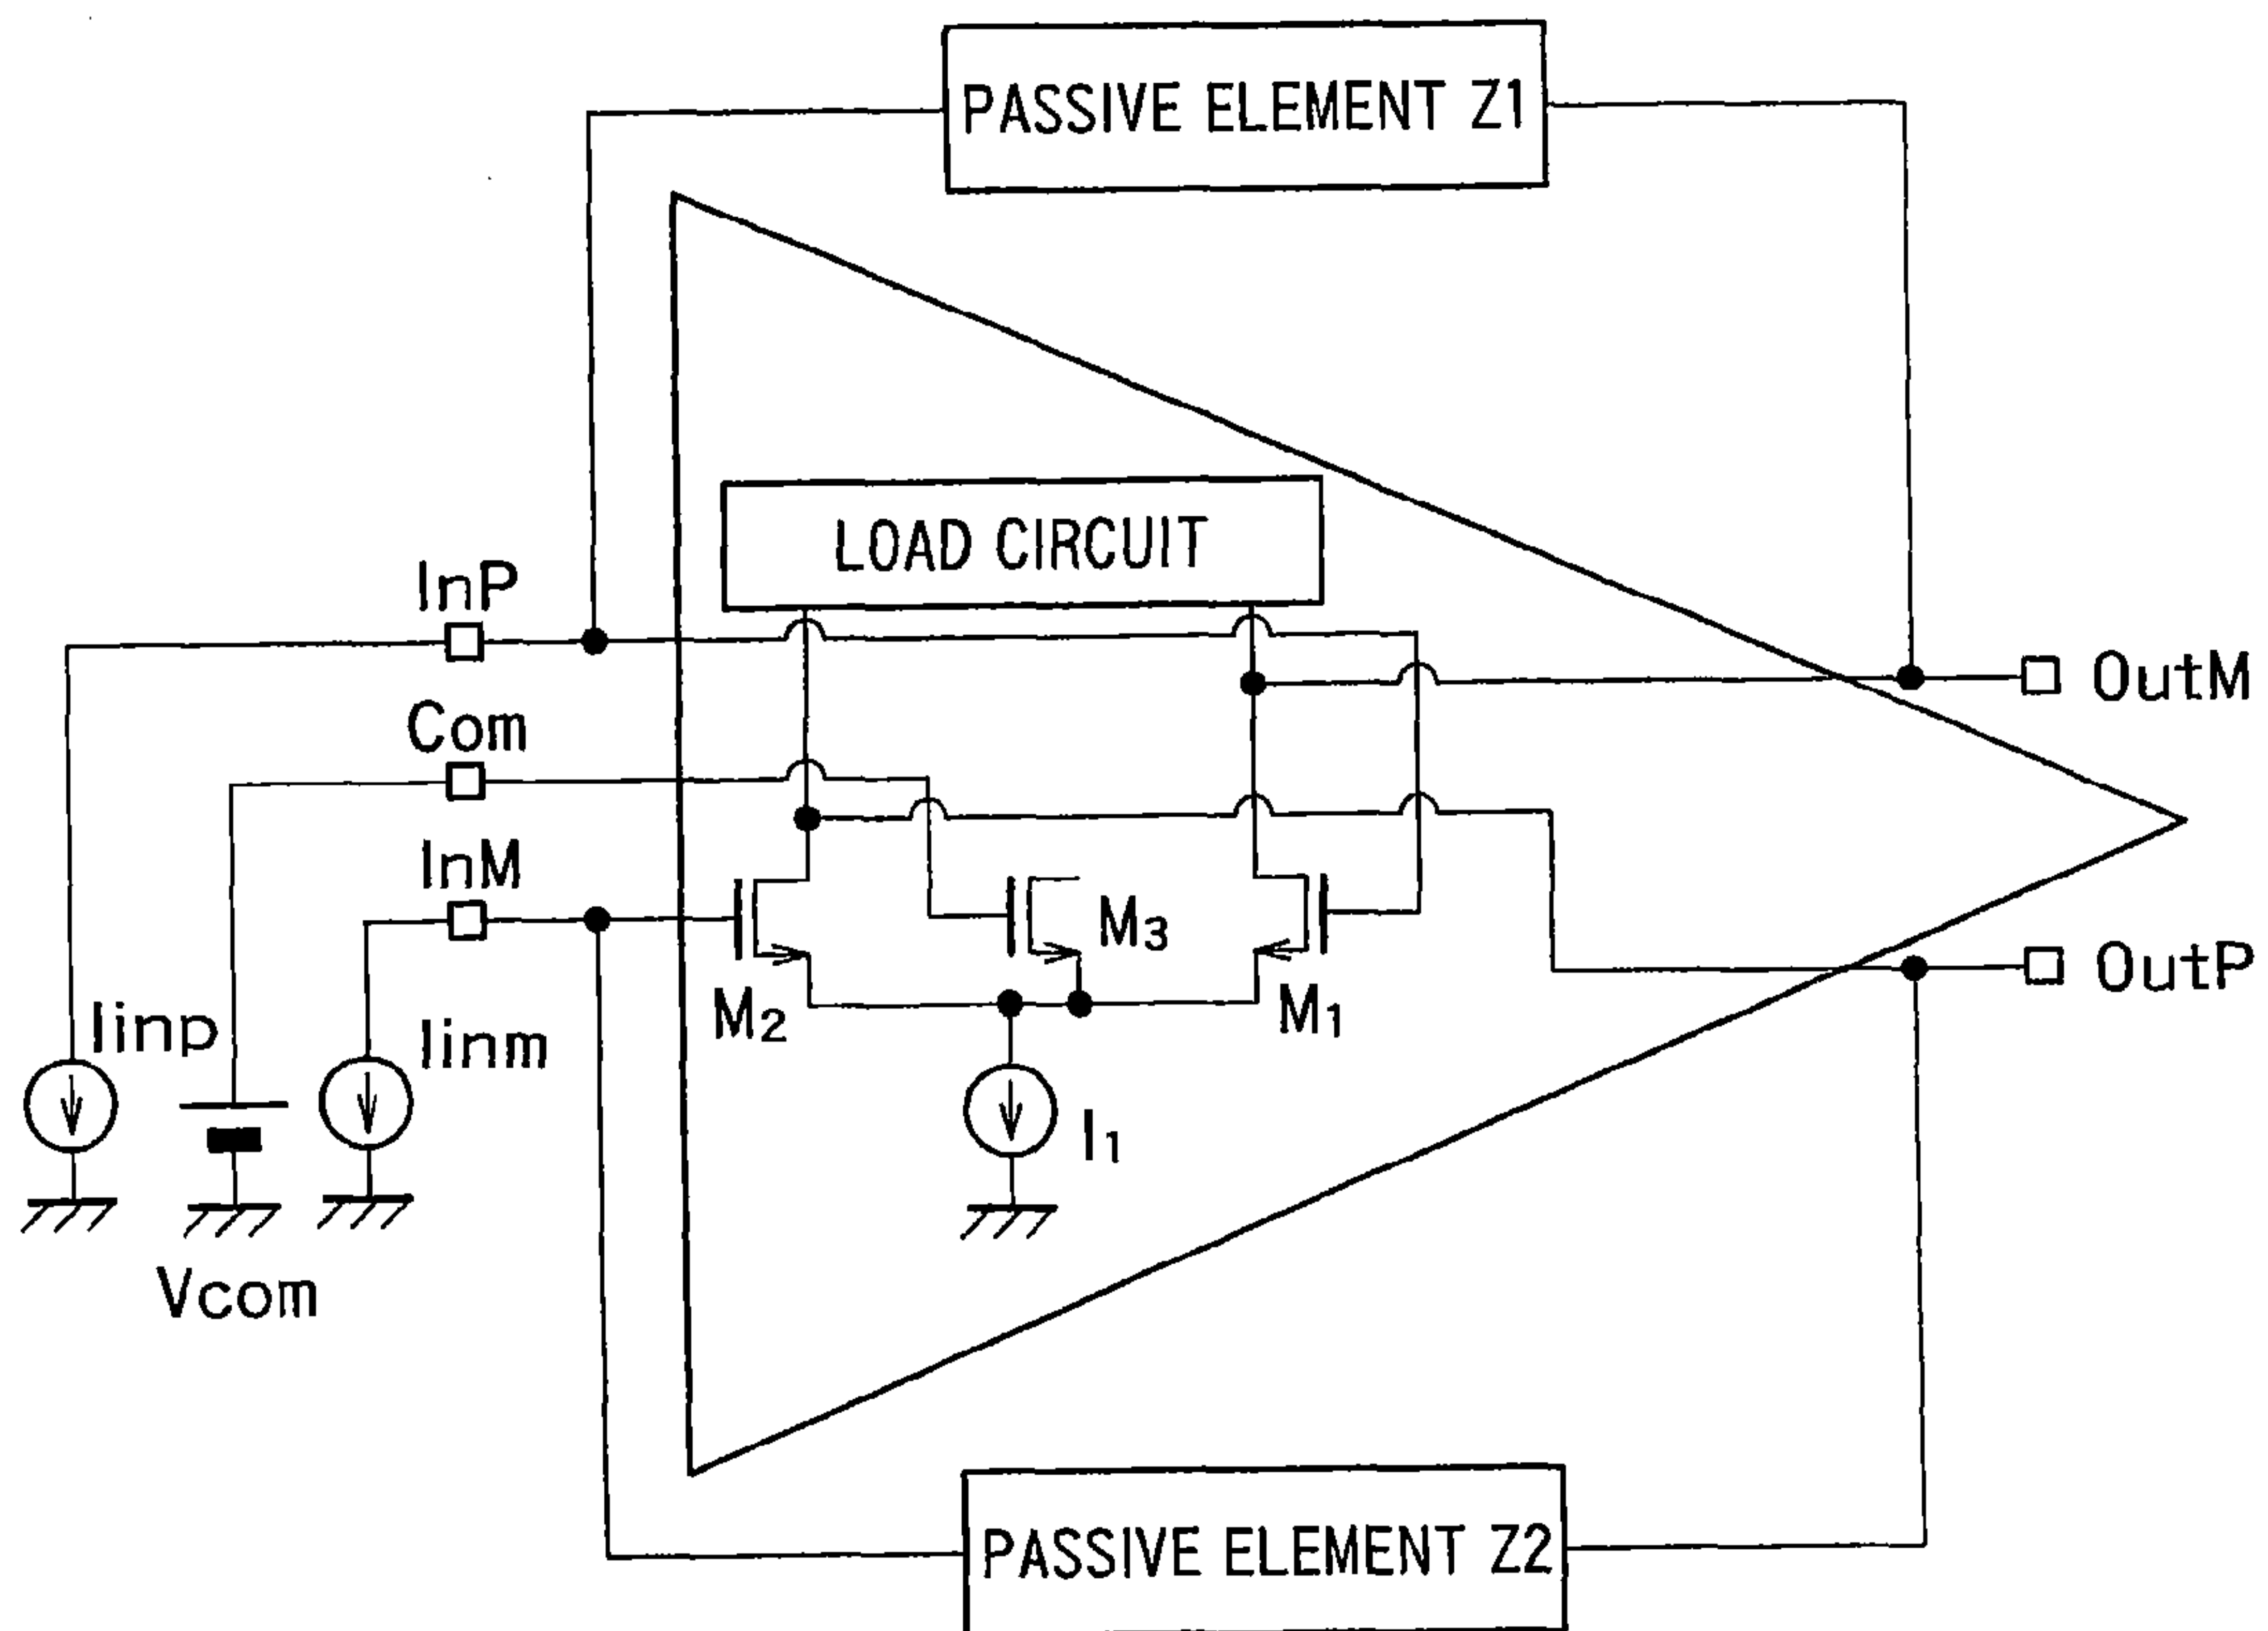 PASSIVE ELEMENT Z1
LOAD CIRCUIT
InP
OutM
Com
InM
M3
OutP
M2
M1
Iinp
Iinm
I1
Vcom
PASSIVE ELEMENT Z2